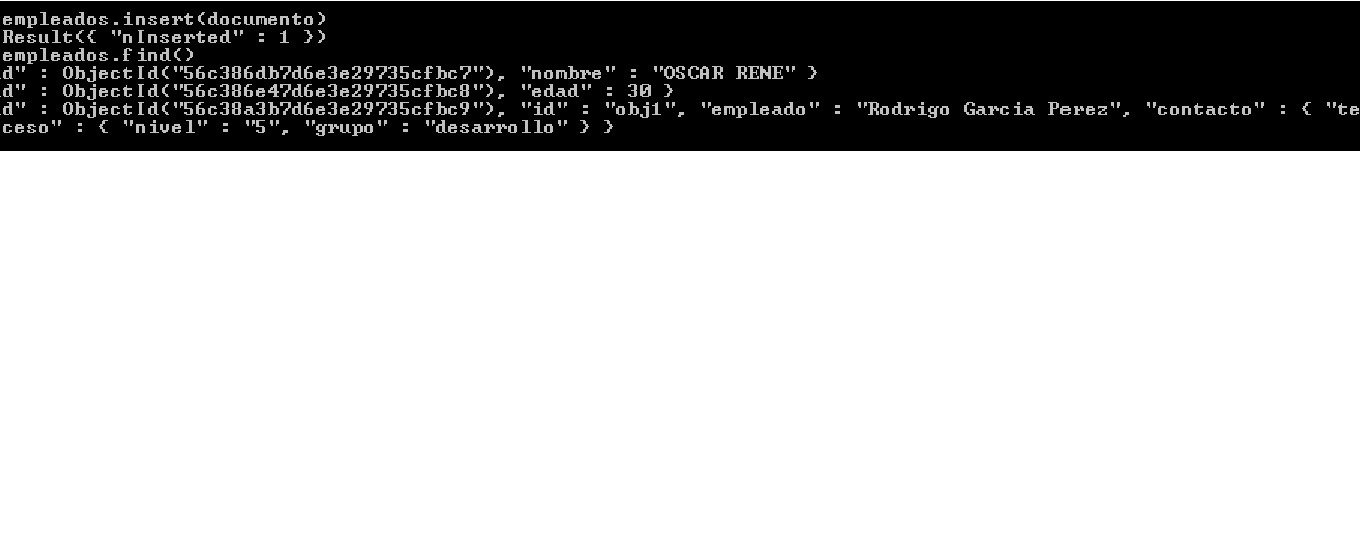 empleados.insert(documento)
Result({ "nInserted" : 1 })
empleados.find()
d" : ObjectId("56c386db7d6e3e29735cfbc7"), "nombre" : "OSCAR RENE" }
d" : ObjectId("56c386e47d6e3e29735cfbc8"), "edad" : 30 }
d" : ObjectId("56c38a3b7d6e3e29735cfbc9"), "id" : "obj1", "empleado" : "Rodrigo Garcia Perez", "contacto" : { "te
ceso" : { "nivel" : "5", "grupo" : "desarrollo" } }